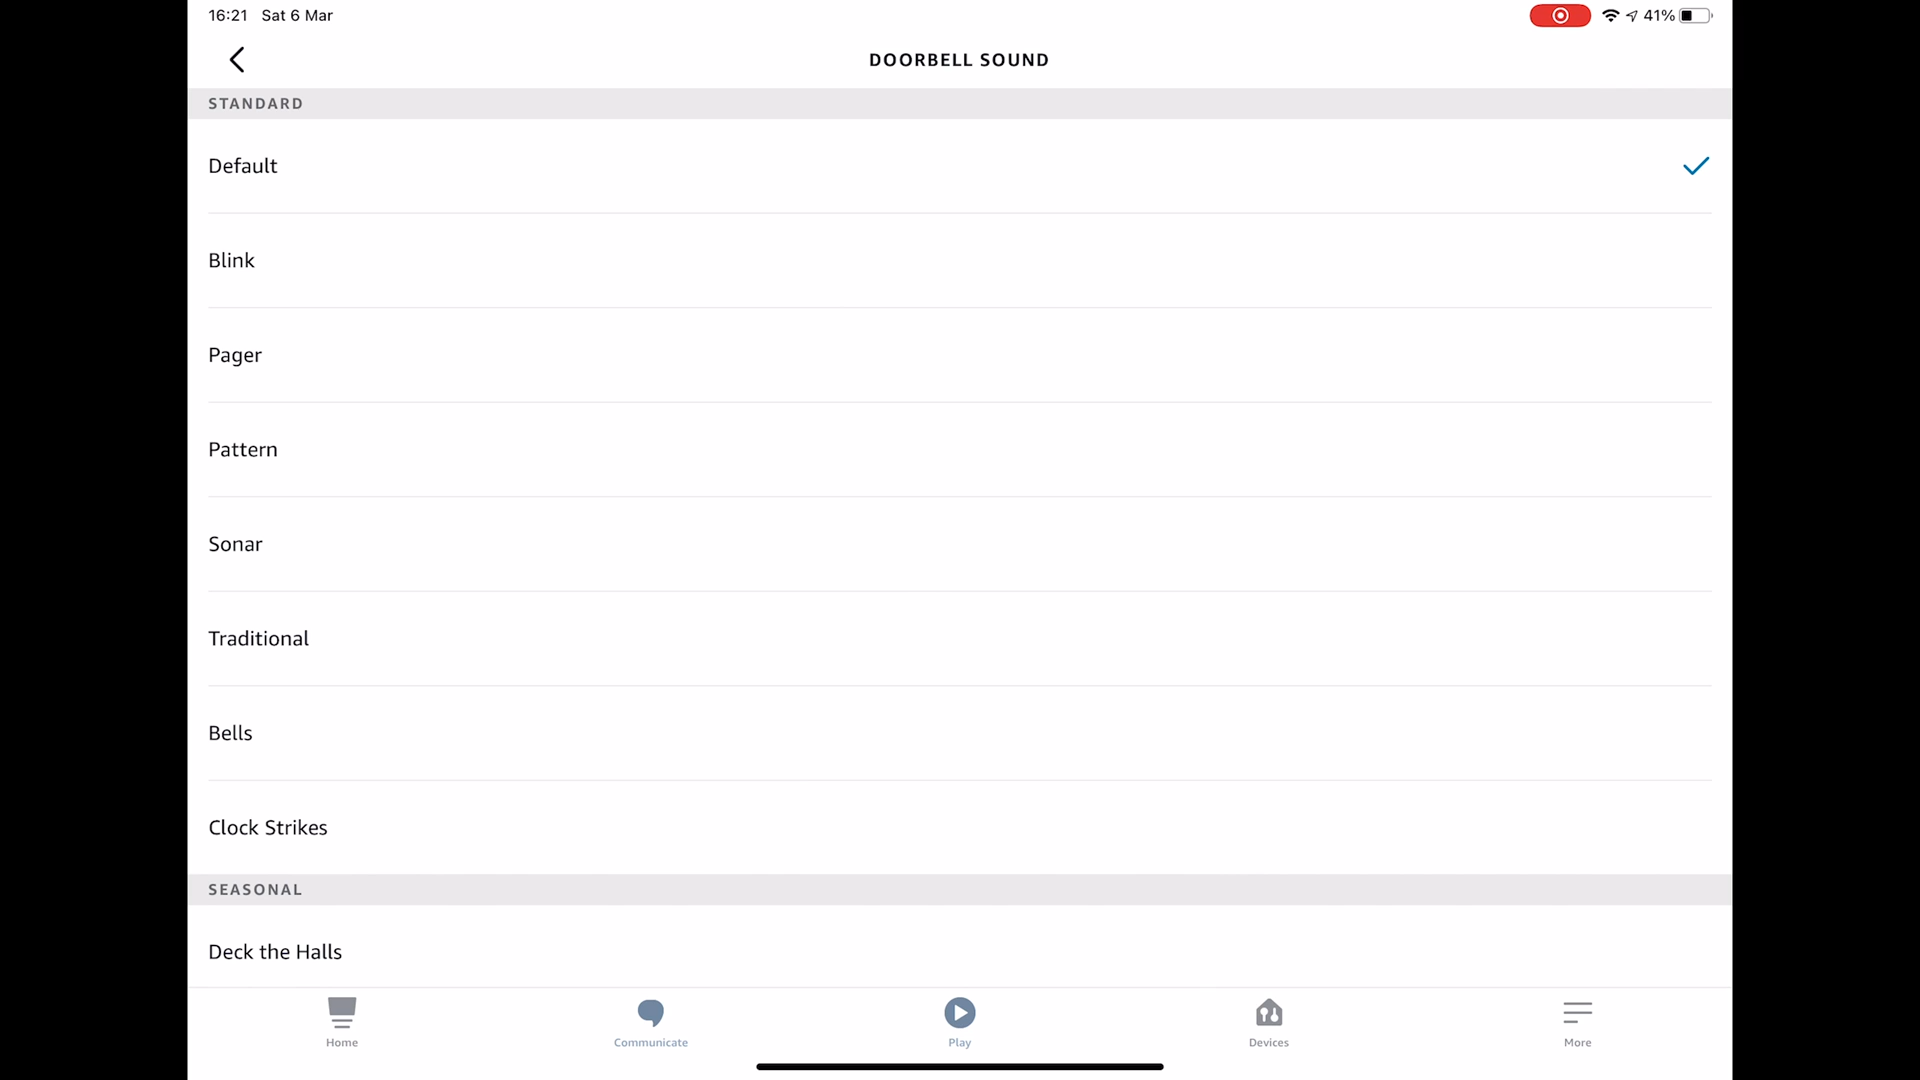 16:21 Sat 6 Mar 41%
DOORBELL SOUND
STANDARD
Default
Blink
Pager
Pattern
Sonar
Traditional
Bells
Clock Strikes
SEASONAL
Deck the Halls
Home Communicate Play Devices More